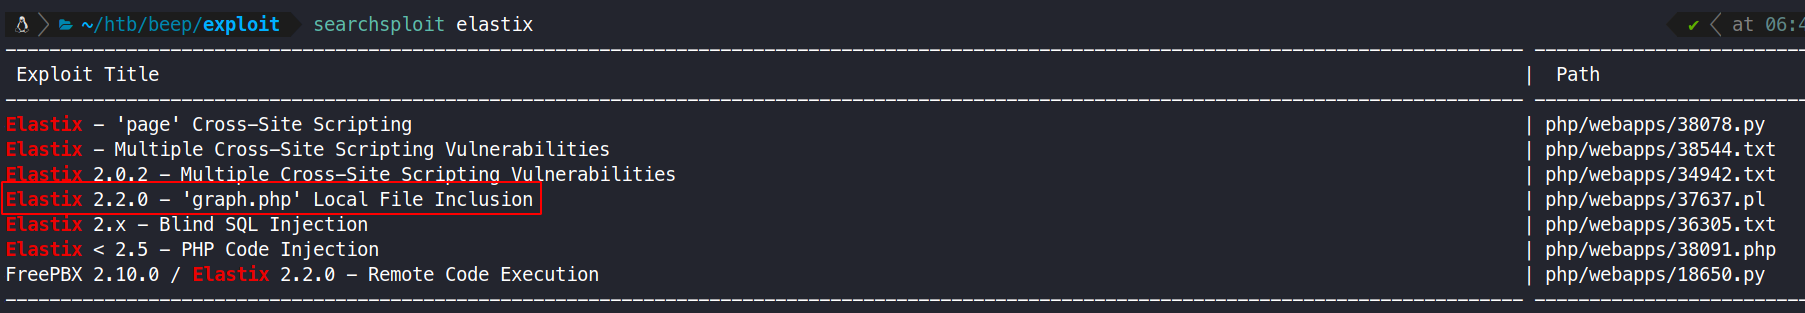 ~/htb/beep/exploit searchsploit elastix ✔ at 06:4
Exploit Title | Path
Elastix - 'page' Cross-Site Scripting | php/webapps/38078.py
Elastix - Multiple Cross-Site Scripting Vulnerabilities | php/webapps/38544.txt
Elastix 2.0.2 - Multiple Cross-Site Scripting Vulnerabilities | php/webapps/34942.txt
Elastix 2.2.0 - 'graph.php' Local File Inclusion | php/webapps/37637.pl
Elastix 2.x - Blind SQL Injection | php/webapps/36305.txt
Elastix < 2.5 - PHP Code Injection | php/webapps/38091.php
FreePBX 2.10.0 / Elastix 2.2.0 - Remote Code Execution | php/webapps/18650.py